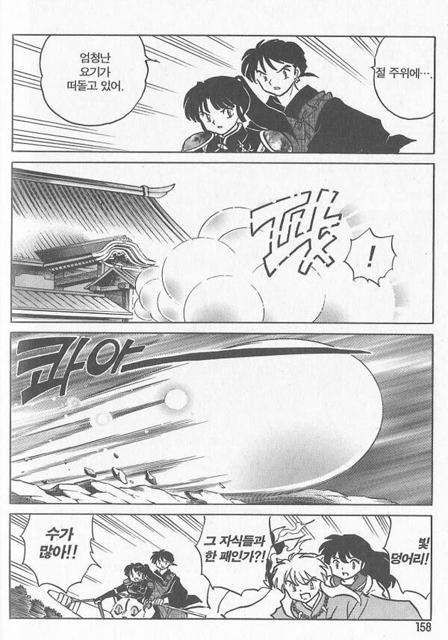 절 주위에….
엄청난
요기가
떠돌고 있어.
!
콰아
빛
덩어리!
그 자식들과
한 패인가?!
수가
많아!!
158